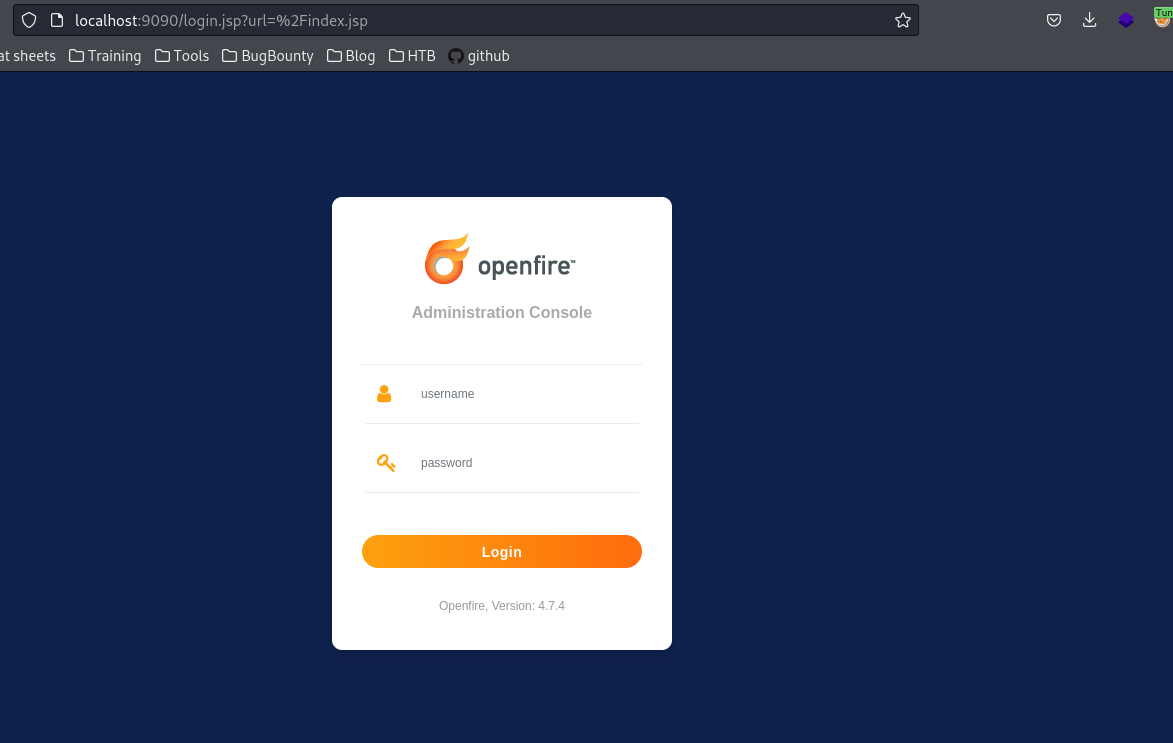 localhost:9090/login.jsp?url=%2Findex.jsp
Tun
at sheets Training Tools BugBounty Blog HTB github
openfire™
Administration Console
username
password
Login
Openfire, Version: 4.7.4